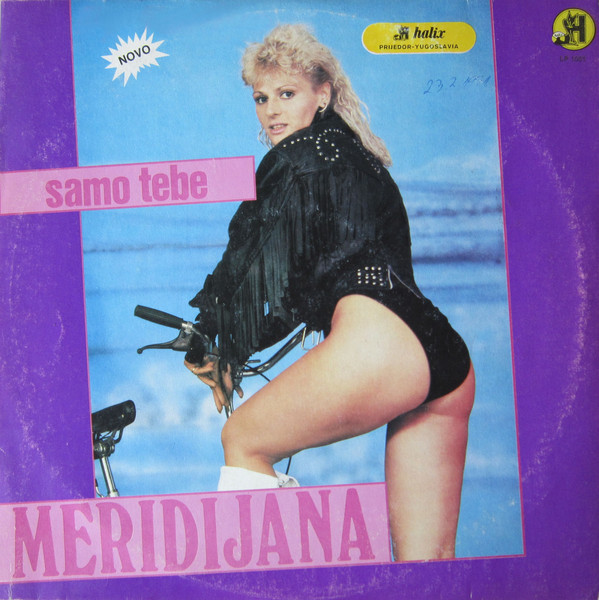 NOVO
halix
PRIJEDOR-YUGOSLAVIA
samo tebe
MERIDIJANA